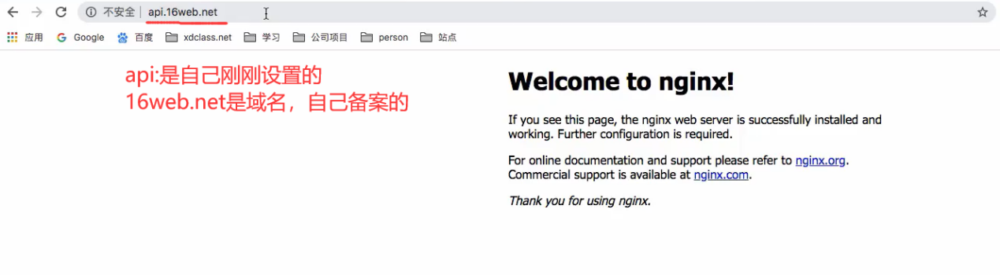 不安全 api.16web.net
应用 Google 百度 xdclass.net 学习 公司项目 person 站点
api:是自己刚刚设置的
16web.net是域名，自己备案的
Welcome to nginx!
If you see this page, the nginx web server is successfully installed and
working. Further configuration is required.
For online documentation and support please refer to nginx.org.
Commercial support is available at nginx.com.
Thank you for using nginx.